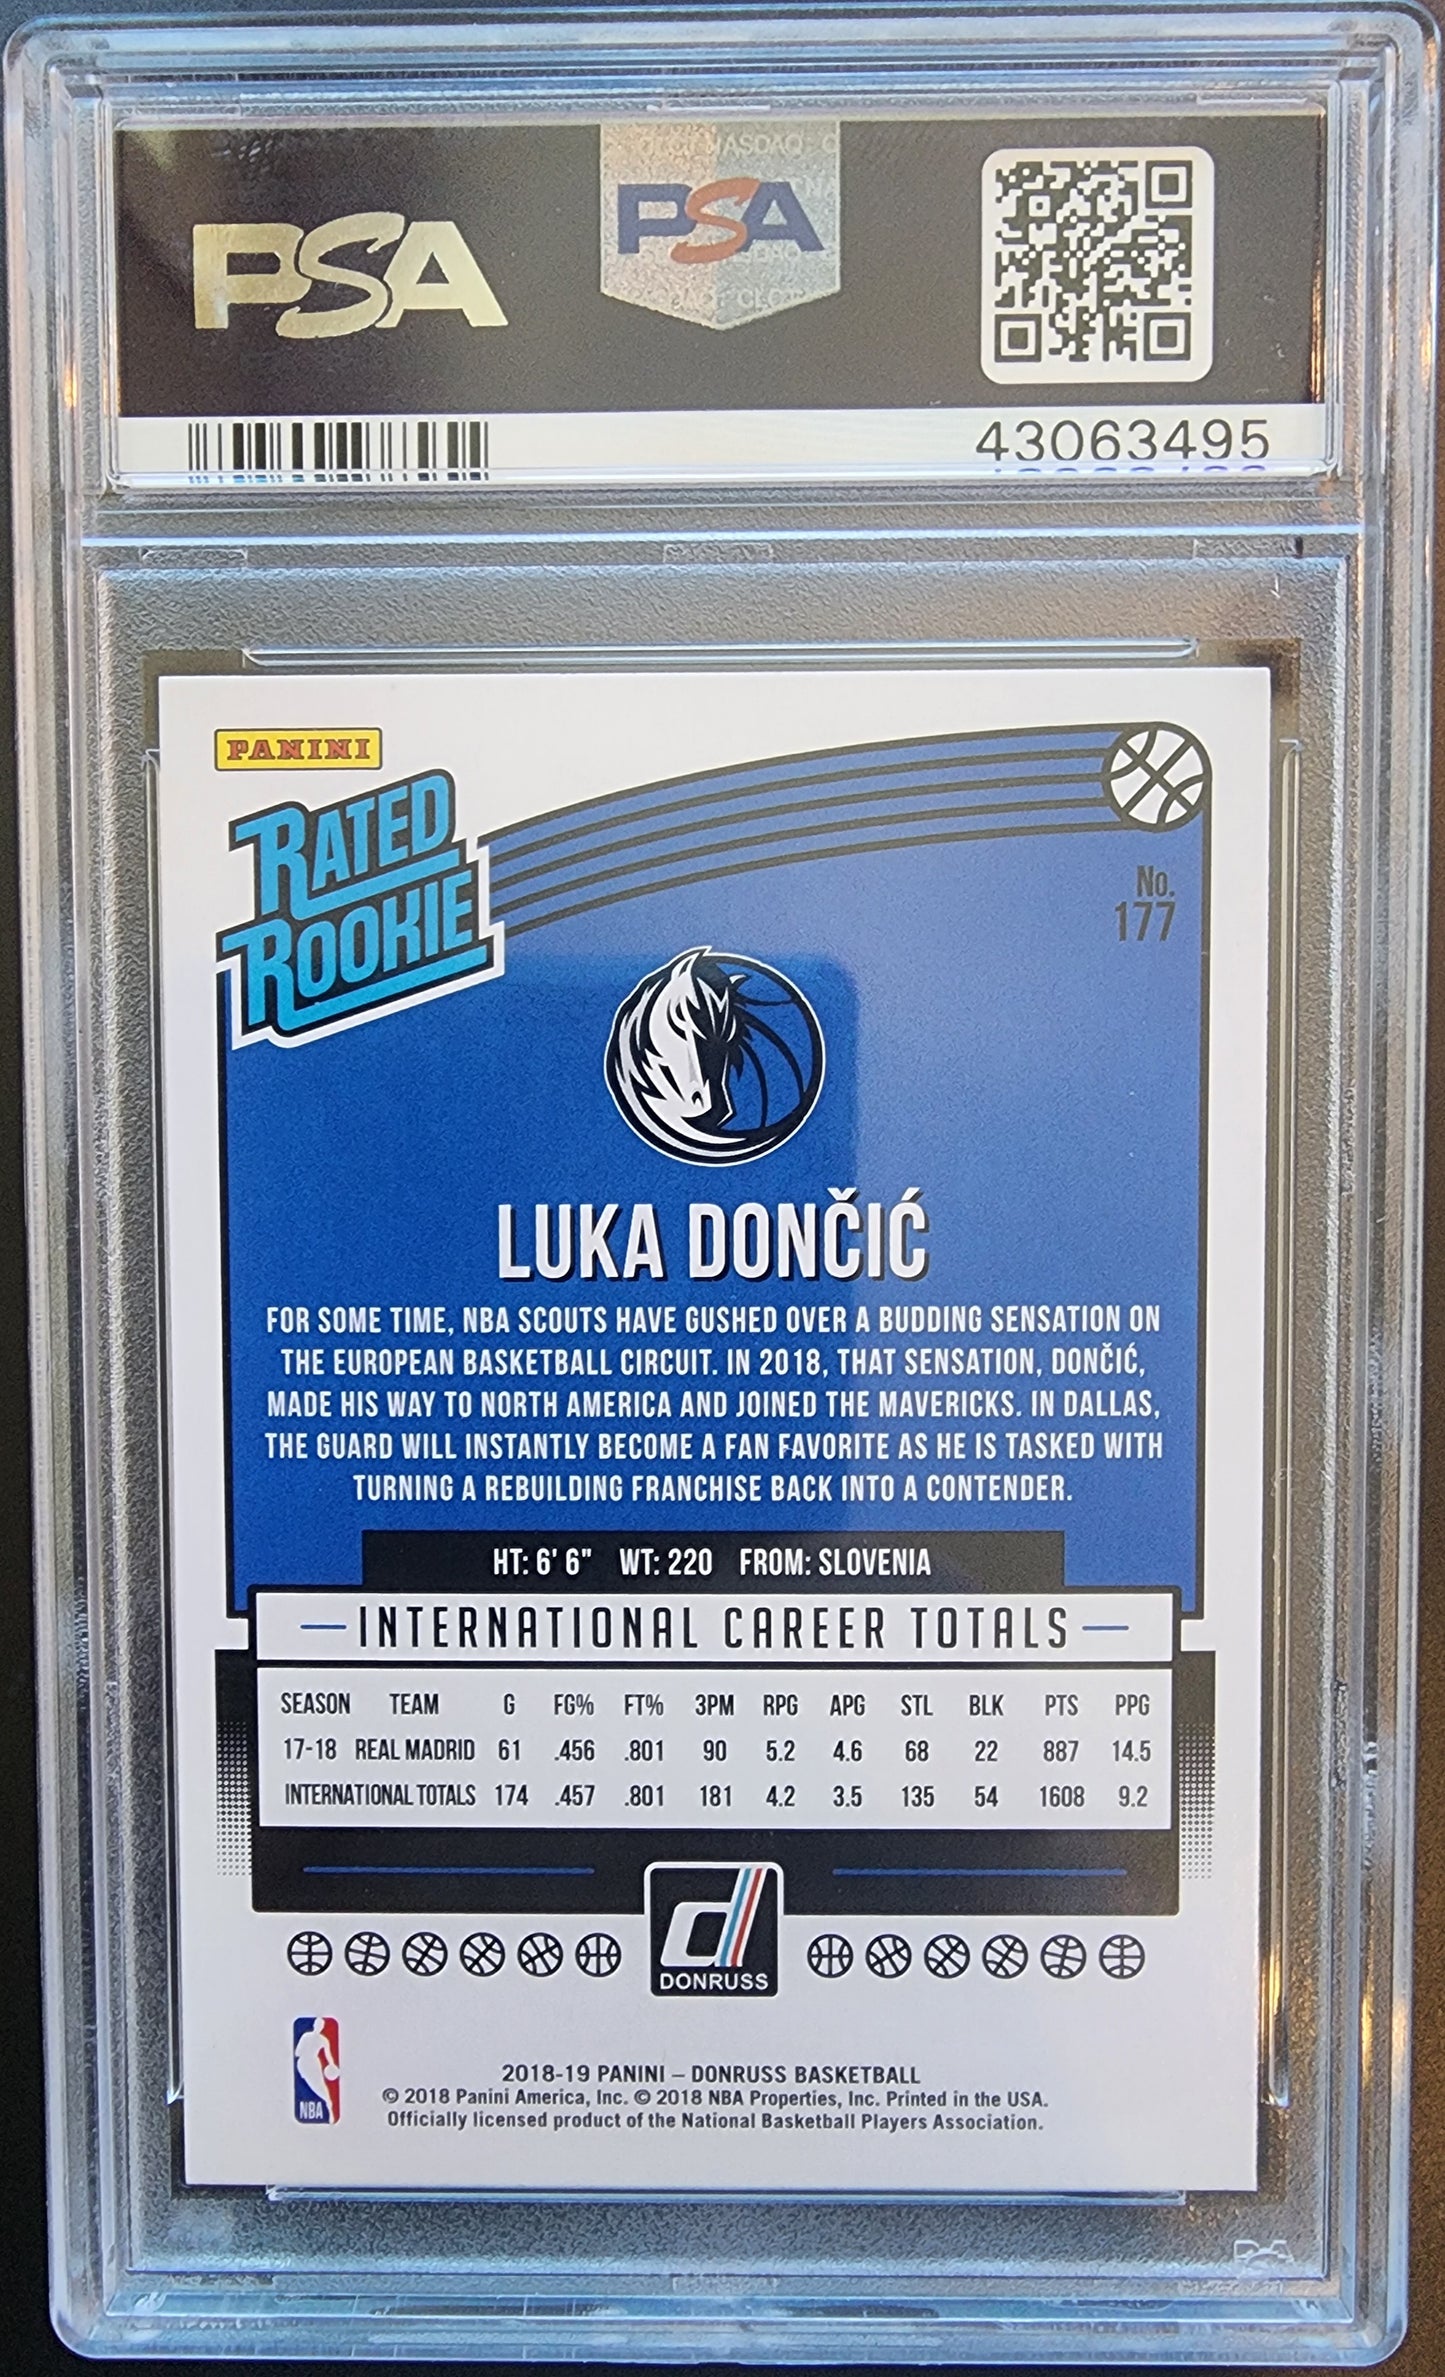 PSA
PSA
43063495
PANINI
RATED
ROOKIE
No.
177
LUKA DONČIĆ
FOR SOME TIME, NBA SCOUTS HAVE GUSHED OVER A BUDDING SENSATION ON
THE EUROPEAN BASKETBALL CIRCUIT. IN 2018, THAT SENSATION, DONČIĆ,
MADE HIS WAY TO NORTH AMERICA AND JOINED THE MAVERICKS. IN DALLAS,
THE GUARD WILL INSTANTLY BECOME A FAN FAVORITE AS HE IS TASKED WITH
TURNING A REBUILDING FRANCHISE BACK INTO A CONTENDER.
HT: 6' 6" WT: 220 FROM: SLOVENIA
INTERNATIONAL CAREER TOTALS
SEASON TEAM G FG% FT% 3PM RPG APG STL BLK PTS PPG
17-18 REAL MADRID 61 .456 .801 90 5.2 4.6 68 22 887 14.5
INTERNATIONAL TOTALS 174 .457 .801 181 4.2 3.5 135 54 1608 9.2
d
DONRUSS
NBA
2018-19 PANINI – DONRUSS BASKETBALL
© 2018 Panini America, Inc. © 2018 NBA Properties, Inc. Printed in the USA.
Officially licensed product of the National Basketball Players Association.
PSA